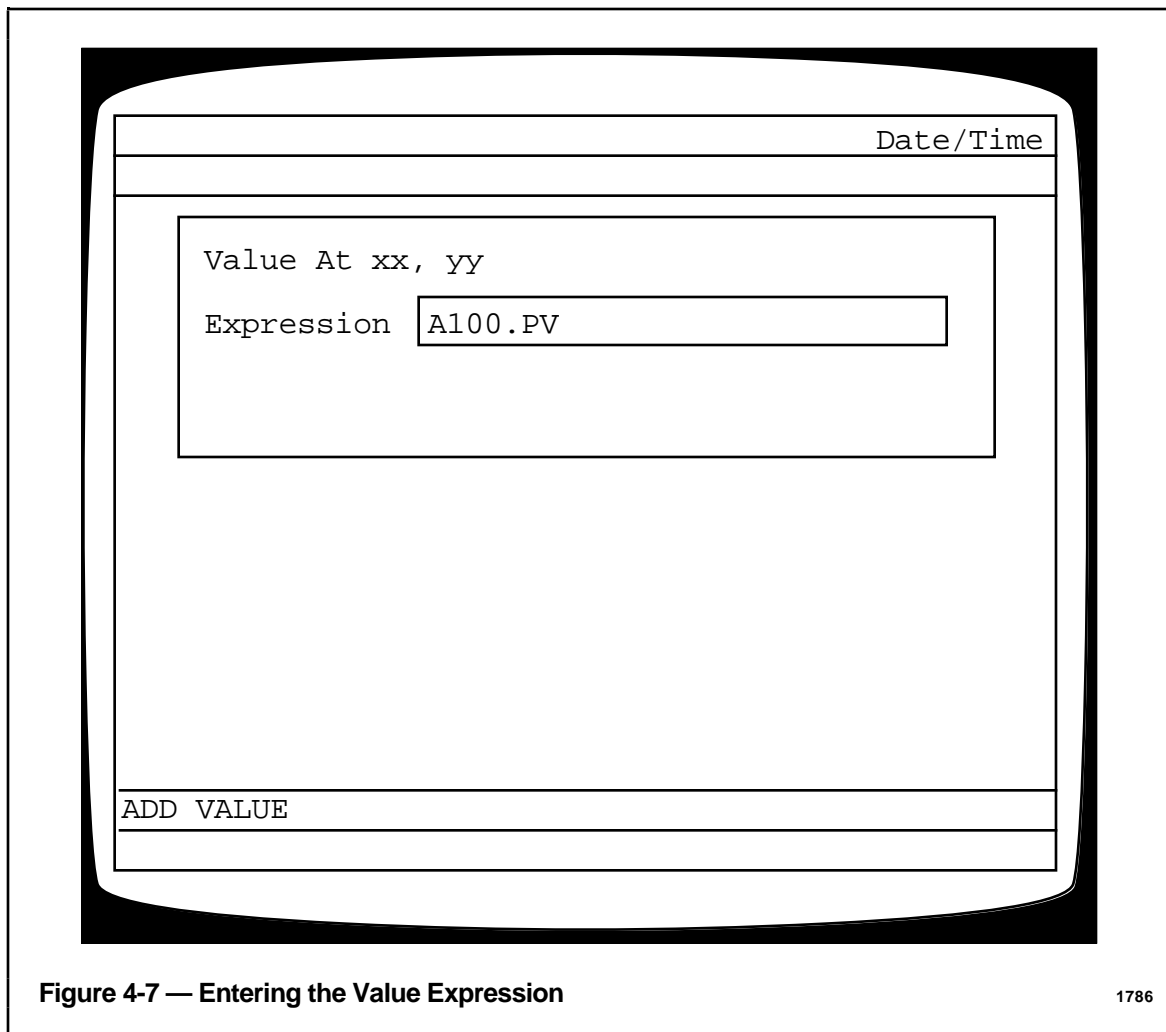 Date/Time
Value At xx, yy
Expression A100.PV
ADD VALUE
Figure 4-7 — Entering the Value Expression 1786